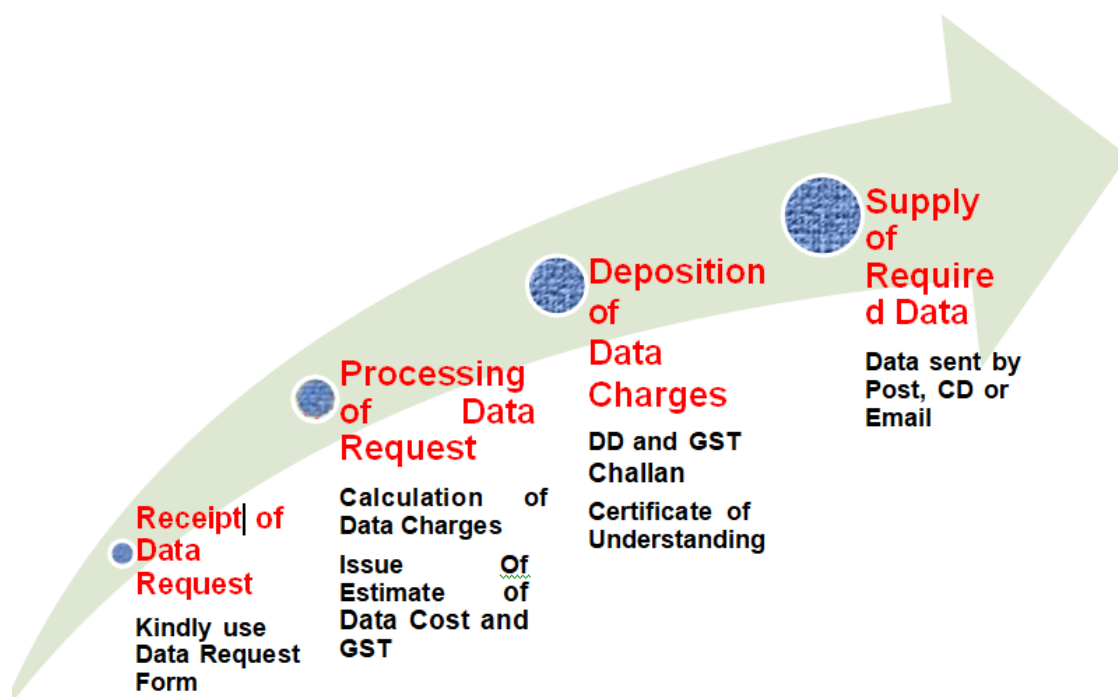 Receipt of
Data
Request
Kindly use
Data Request
Form
Processing
of Data
Request
Calculation of
Data Charges
Issue Of
Estimate of
Data Cost and
GST
Deposition
of
Data
Charges
DD and GST
Challan
Certificate of
Understanding
Supply
of
Require
d Data
Data sent by
Post, CD or
Email